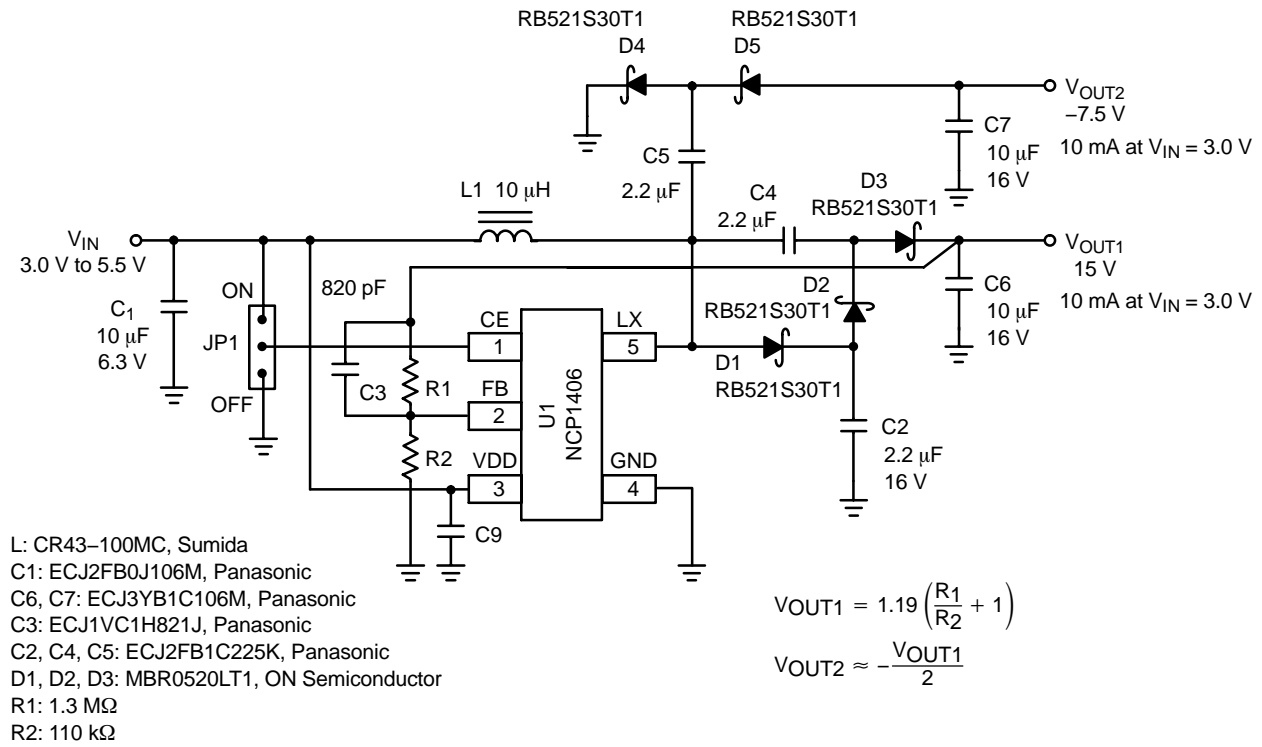 RB521S30T1
D4
RB521S30T1
D5
VOUT2
−7.5 V
10 mA at VIN = 3.0 V
C7
10 μF
16 V
C5
2.2 μF
L1 10 μH
C4
2.2 μF
D3
RB521S30T1
VIN
3.0 V to 5.5 V
VOUT1
15 V
10 mA at VIN = 3.0 V
C6
10 μF
16 V
C1
10 μF
6.3 V
ON
JP1
OFF
820 pF
C3
R1
R2
CE
1
FB
2
VDD
3
U1
NCP1406
LX
5
GND
4
D2
RB521S30T1
D1
RB521S30T1
C2
2.2 μF
16 V
C9
L: CR43−100MC, Sumida
C1: ECJ2FB0J106M, Panasonic
C6, C7: ECJ3YB1C106M, Panasonic
C3: ECJ1VC1H821J, Panasonic
C2, C4, C5: ECJ2FB1C225K, Panasonic
D1, D2, D3: MBR0520LT1, ON Semiconductor
R1: 1.3 MΩ
R2: 110 kΩ
VOUT1 = 1.19 (R1/R2 + 1)
VOUT2 ≈ −VOUT1/2